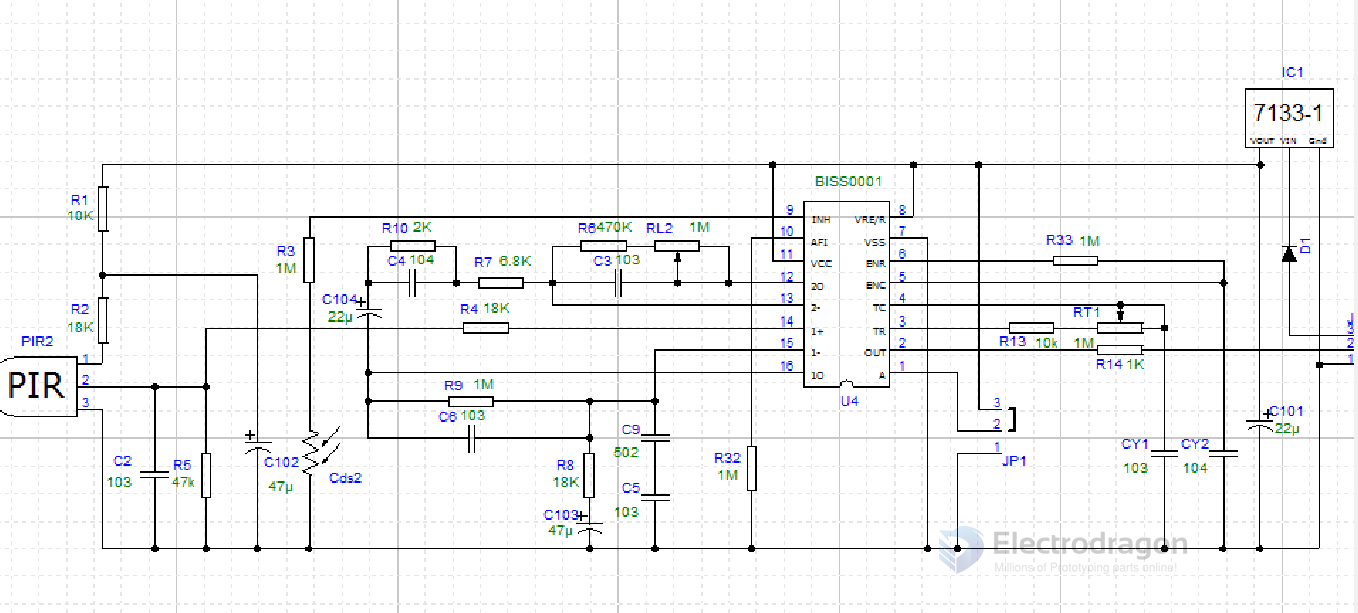 IC1
7133-1
VOUT VIN Gnd
BISS0001
R1
10K
R3
1M
R10 2K
C4 104
R7 6.8K
R6 470K
C3 103
RL2 1M
9 INH
10 AFI
11 VCC
12 2O
13 2-
14 1+
15 1-
16 1O
VRE/R 8
VSS 7
ENR 6
ENC 5
TC 4
TR 3
OUT 2
A 1
U4
R33 1M
D1
C104
+
22µ
R4 18K
R2
18K
PIR2
PIR
1
2
3
RT1
1M
R13 10k
R14 1K
3
2
1
R9 1M
C6 103
C9
502
C5
103
R8
18K
C103
+
47µ
C2
103
R5
47k
+
C102
47µ
Cds2
R32
1M
3
2
1
JP1
CY1
103
CY2
104
C101
+
22µ
Electrodragon
Millions of Prototyping parts online!